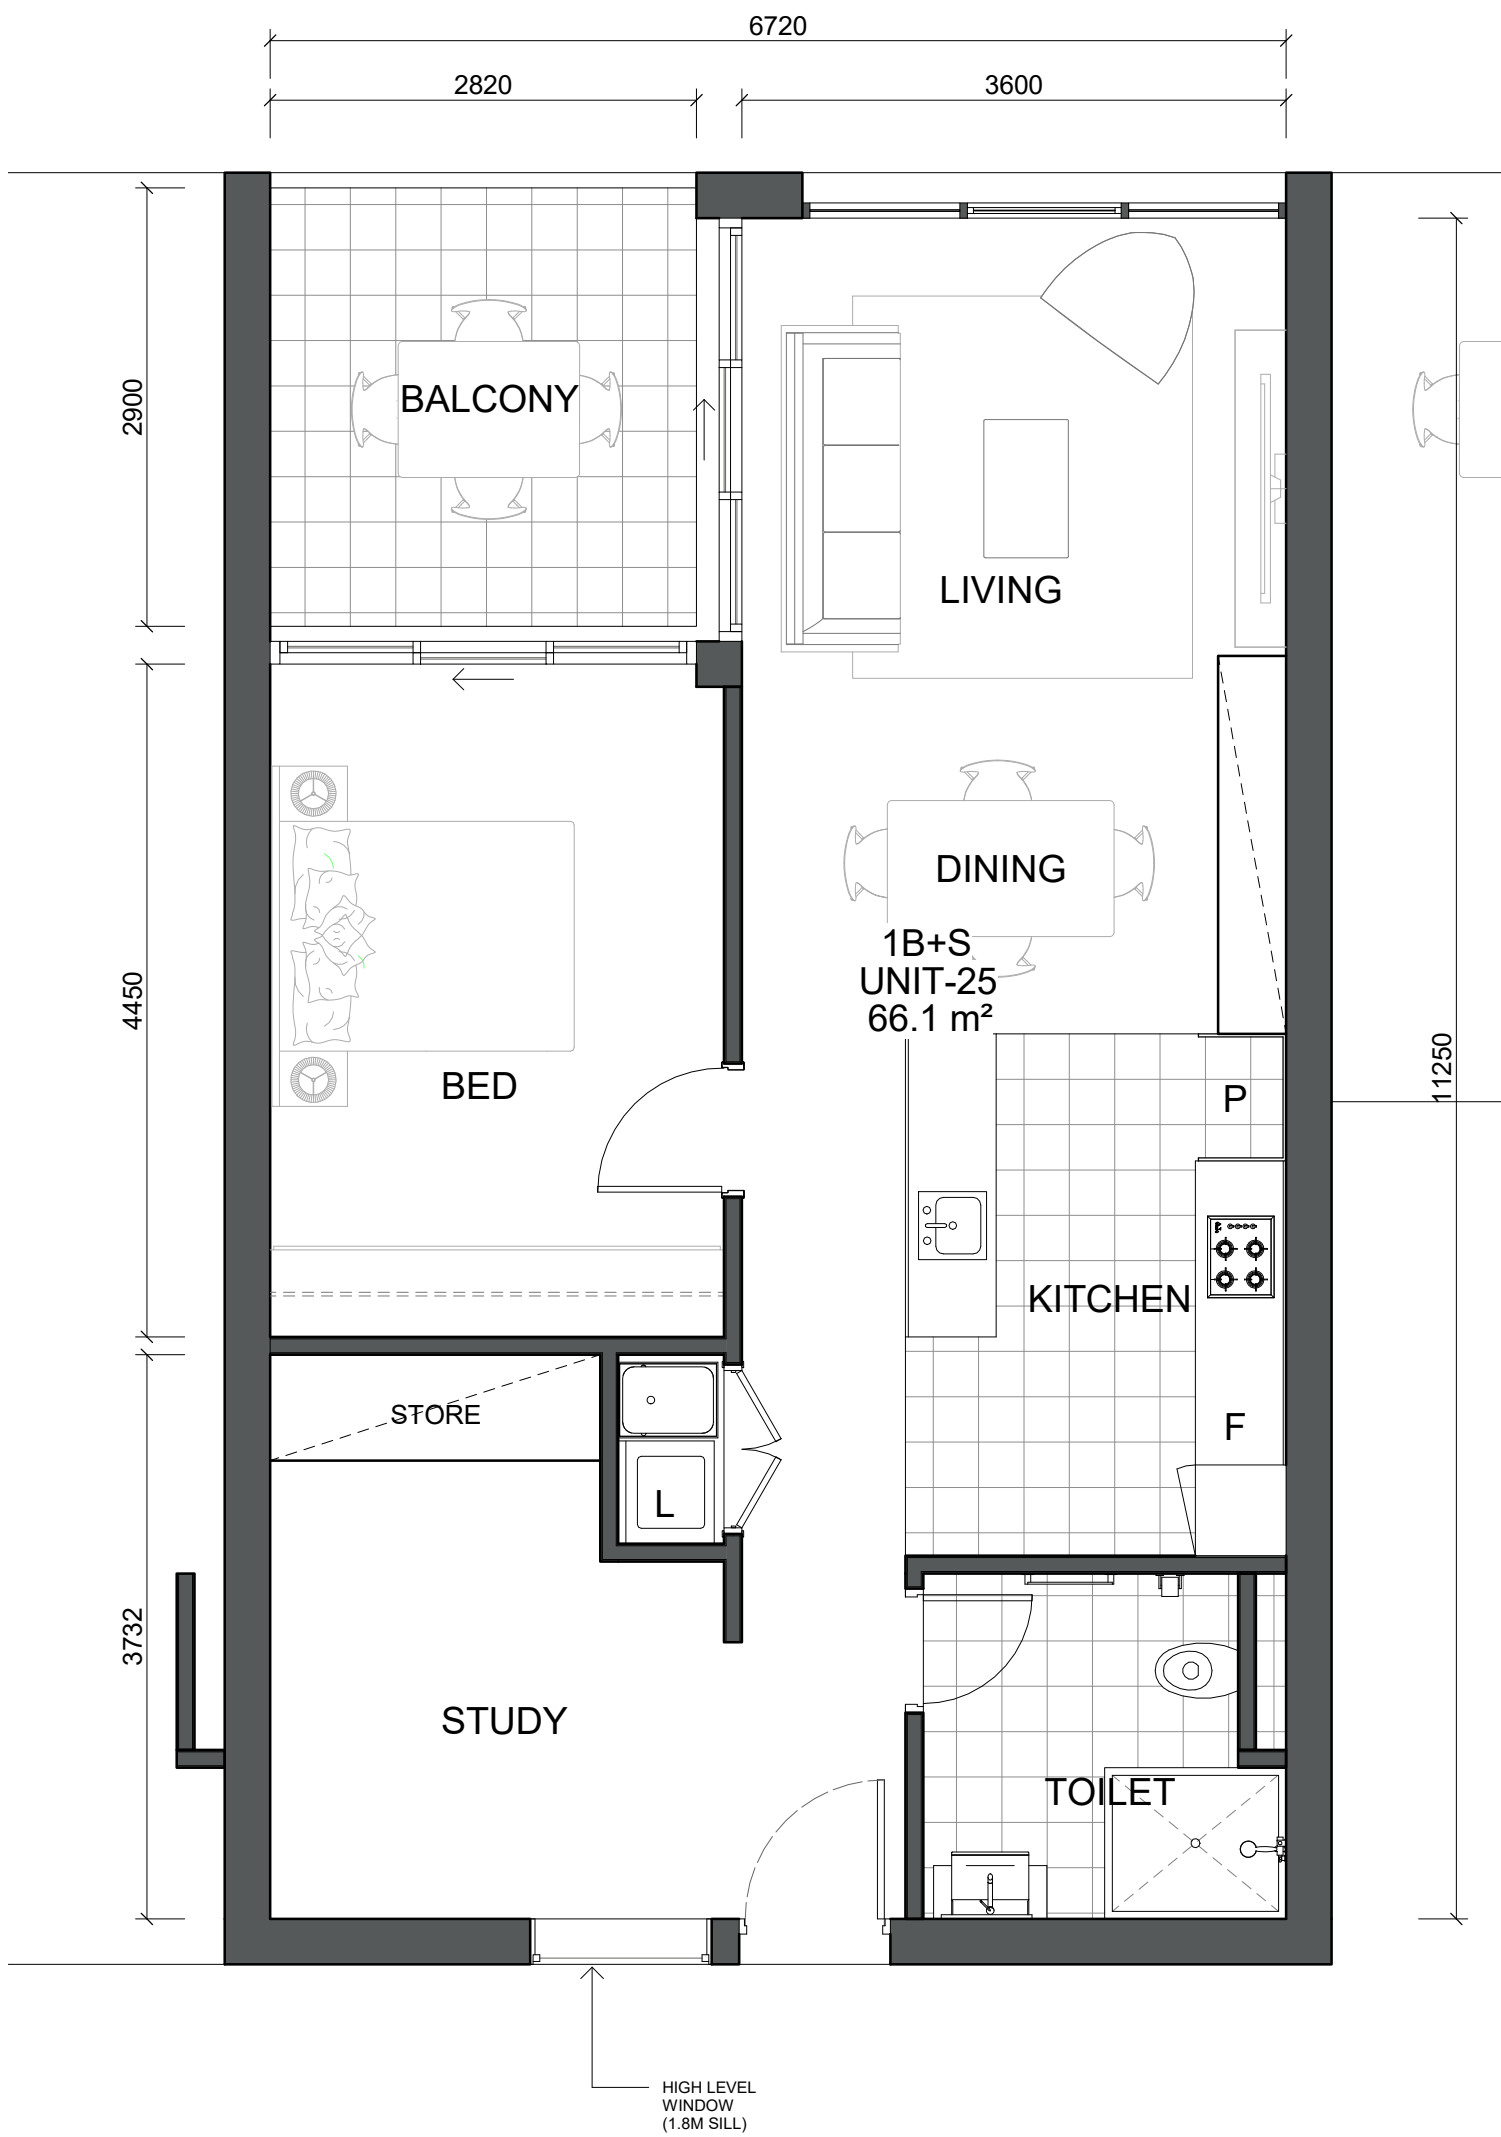 6720
2820
3600
2900
BALCONY
LIVING
DINING
1B+S
UNIT-25
66.1 m²
4450
11250
BED
P
KITCHEN
STORE
F
L
3732
STUDY
TOILET
HIGH LEVEL
WINDOW
(1.8M SILL)